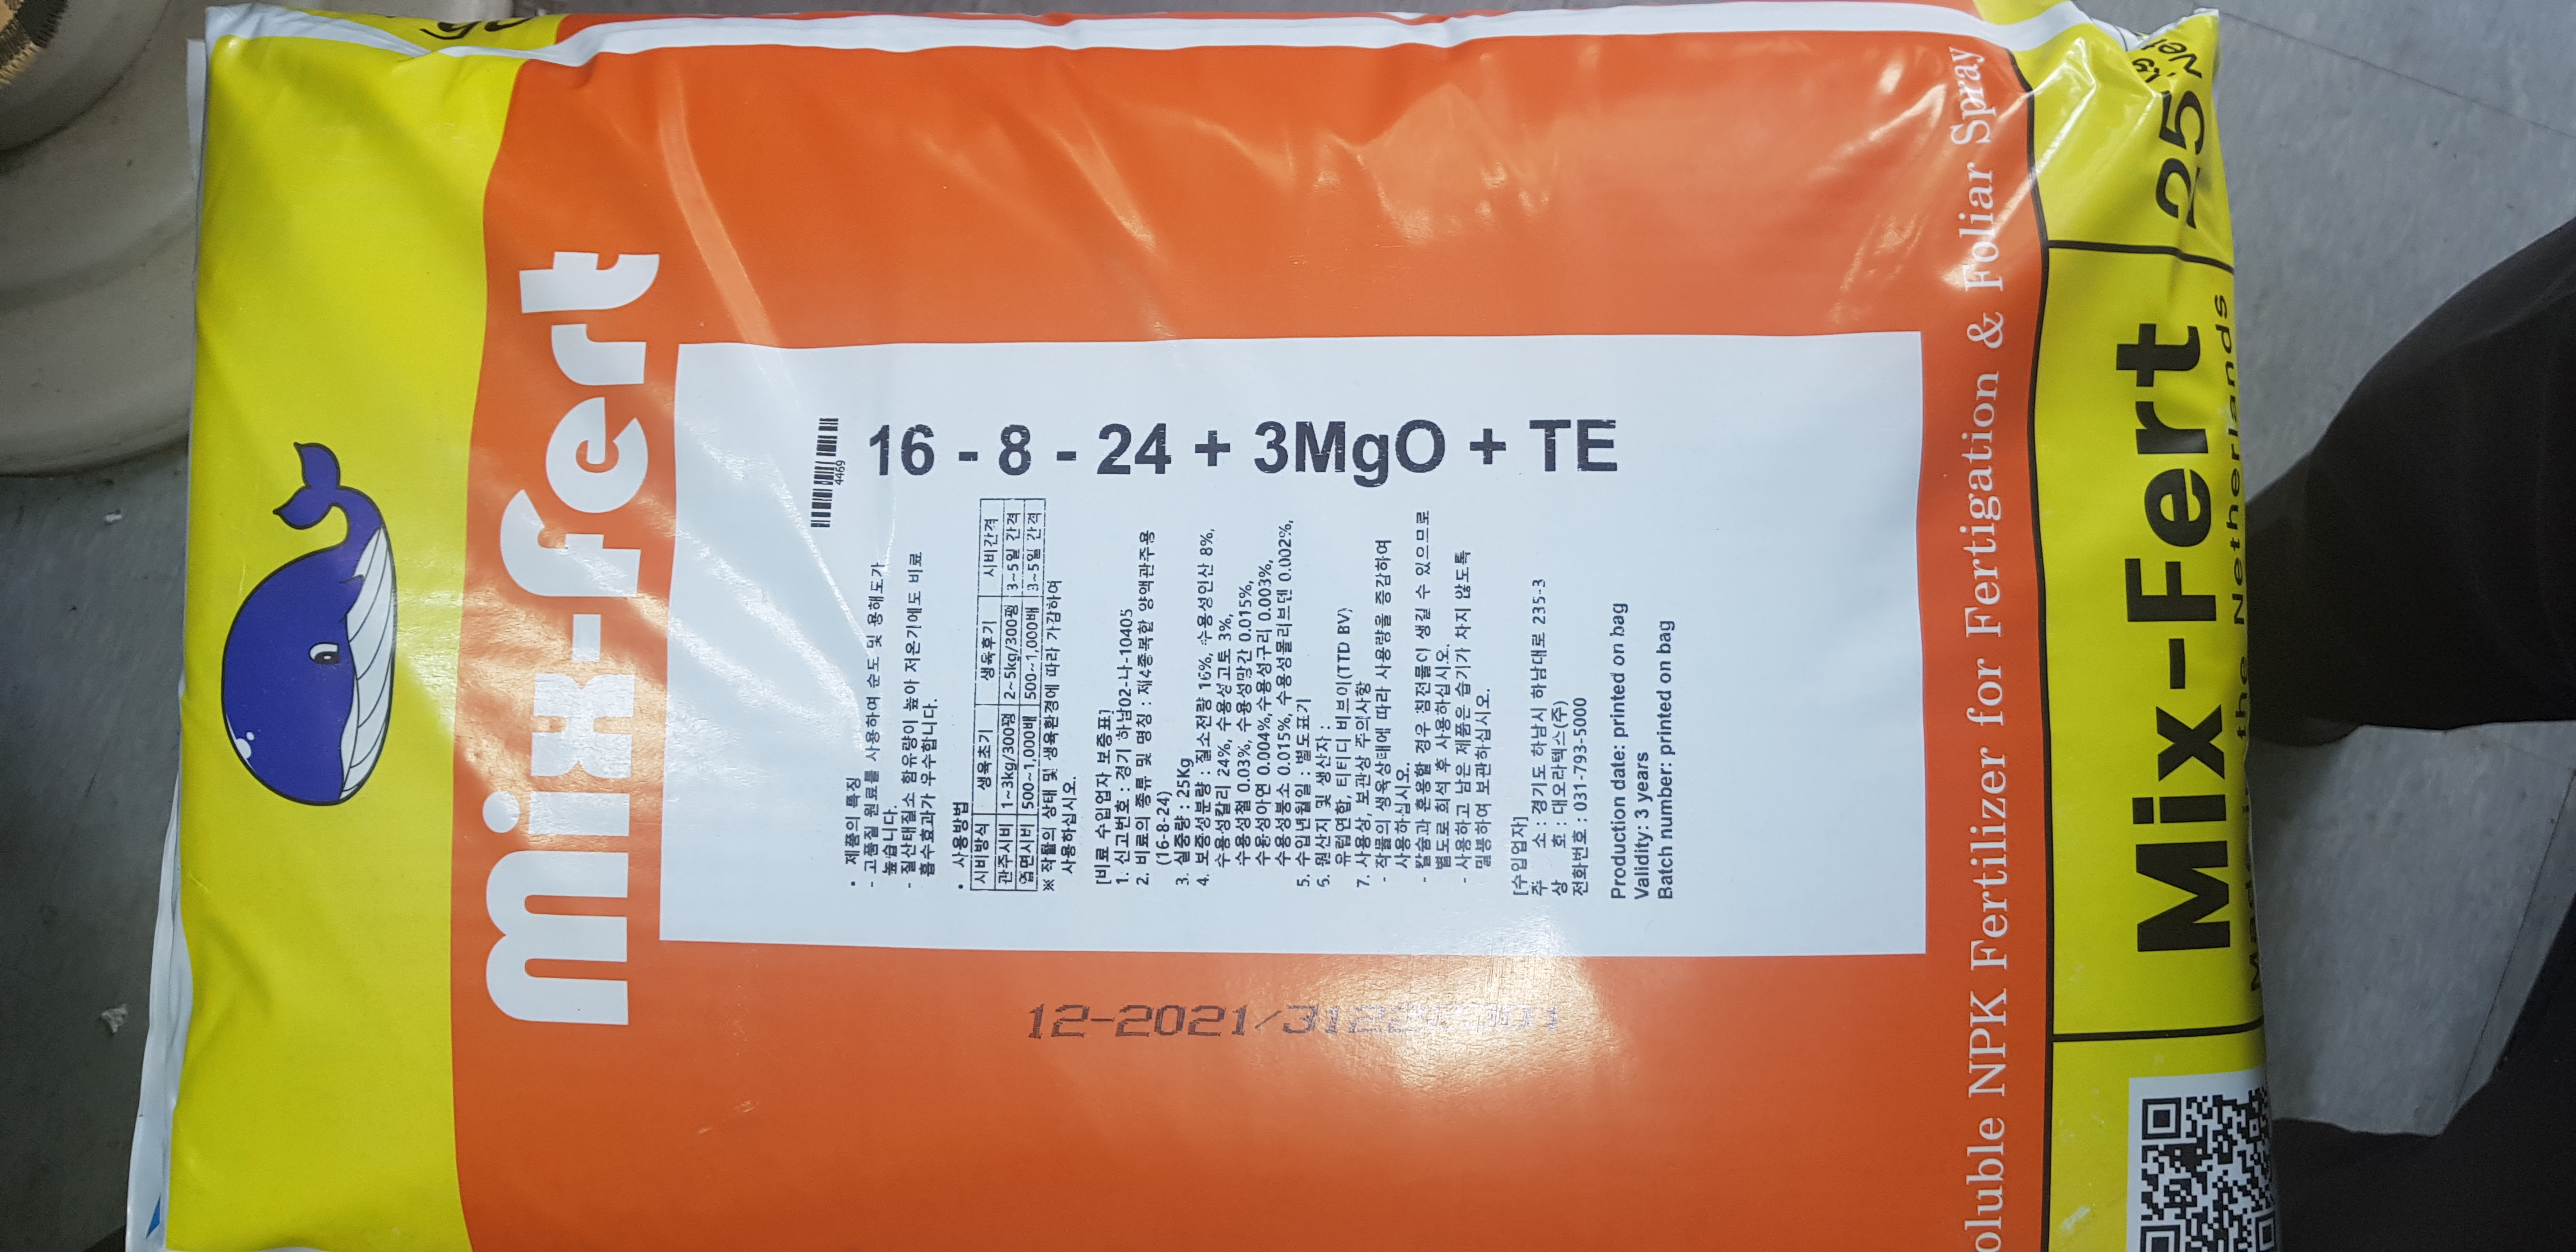 mix-fert
4469
16 - 8 - 24 + 3MgO + TE
• 제품의 특징
- 고품질 원료를 사용하여 순도 및 용해도가
높습니다.
- 질산태질소 함유량이 높아 저온기에도 비료
흡수효과가 우수합니다.
• 사용방법
시비방식 생육초기 생육후기 시비간격
관주시비 1~3kg/300평 2~5kg/300평 3~5일 간격
엽면시비 500~1,000배 500~1,000배 3~5일 간격
※ 작물의 상태 및 생육환경에 따라 가감하여
사용하십시오.
[비료 수입업자 보증표]
1. 신고번호 : 경기 하남02-나-10405
2. 비료의 종류 및 명칭 : 제4종복합 양액관주용
(16-8-24)
3. 실중량 : 25Kg
4. 보증성분량 : 질소전량 16%, 수용성인산 8%,
수용성칼리 24%, 수용성고토 3%,
수용성철 0.03%, 수용성망간 0.015%,
수용성아연 0.004%,수용성구리 0.003%,
수용성붕소 0.015%, 수용성몰리브덴 0.002%,
5. 수입년월일 : 별도표기
6. 원산지 및 생산자 :
유럽연합, 티티디 비브이(TTD BV)
7. 사용상, 보관상 주의사항
- 작물의 생육상태에 따라 사용량을 증감하여
사용하십시오.
- 칼슘과 혼용할 경우 침전물이 생길 수 있으므로
별도로 희석 후 사용하십시오.
- 사용하고 남은 제품은 습기가 차지 않도록
밀봉하여 보관하십시오.
[수입업자]
주 소 : 경기도 하남시 하남대로 235-3
상 호 : 대오라텍스(주)
전화번호 : 031-793-5000
Production date: printed on bag
Validity: 3 years
Batch number: printed on bag
12-2021/
oluble NPK Fertilizer for Fertigation & Foliar Spray
Mix-Fert
the Netherlands
25 kg
Net